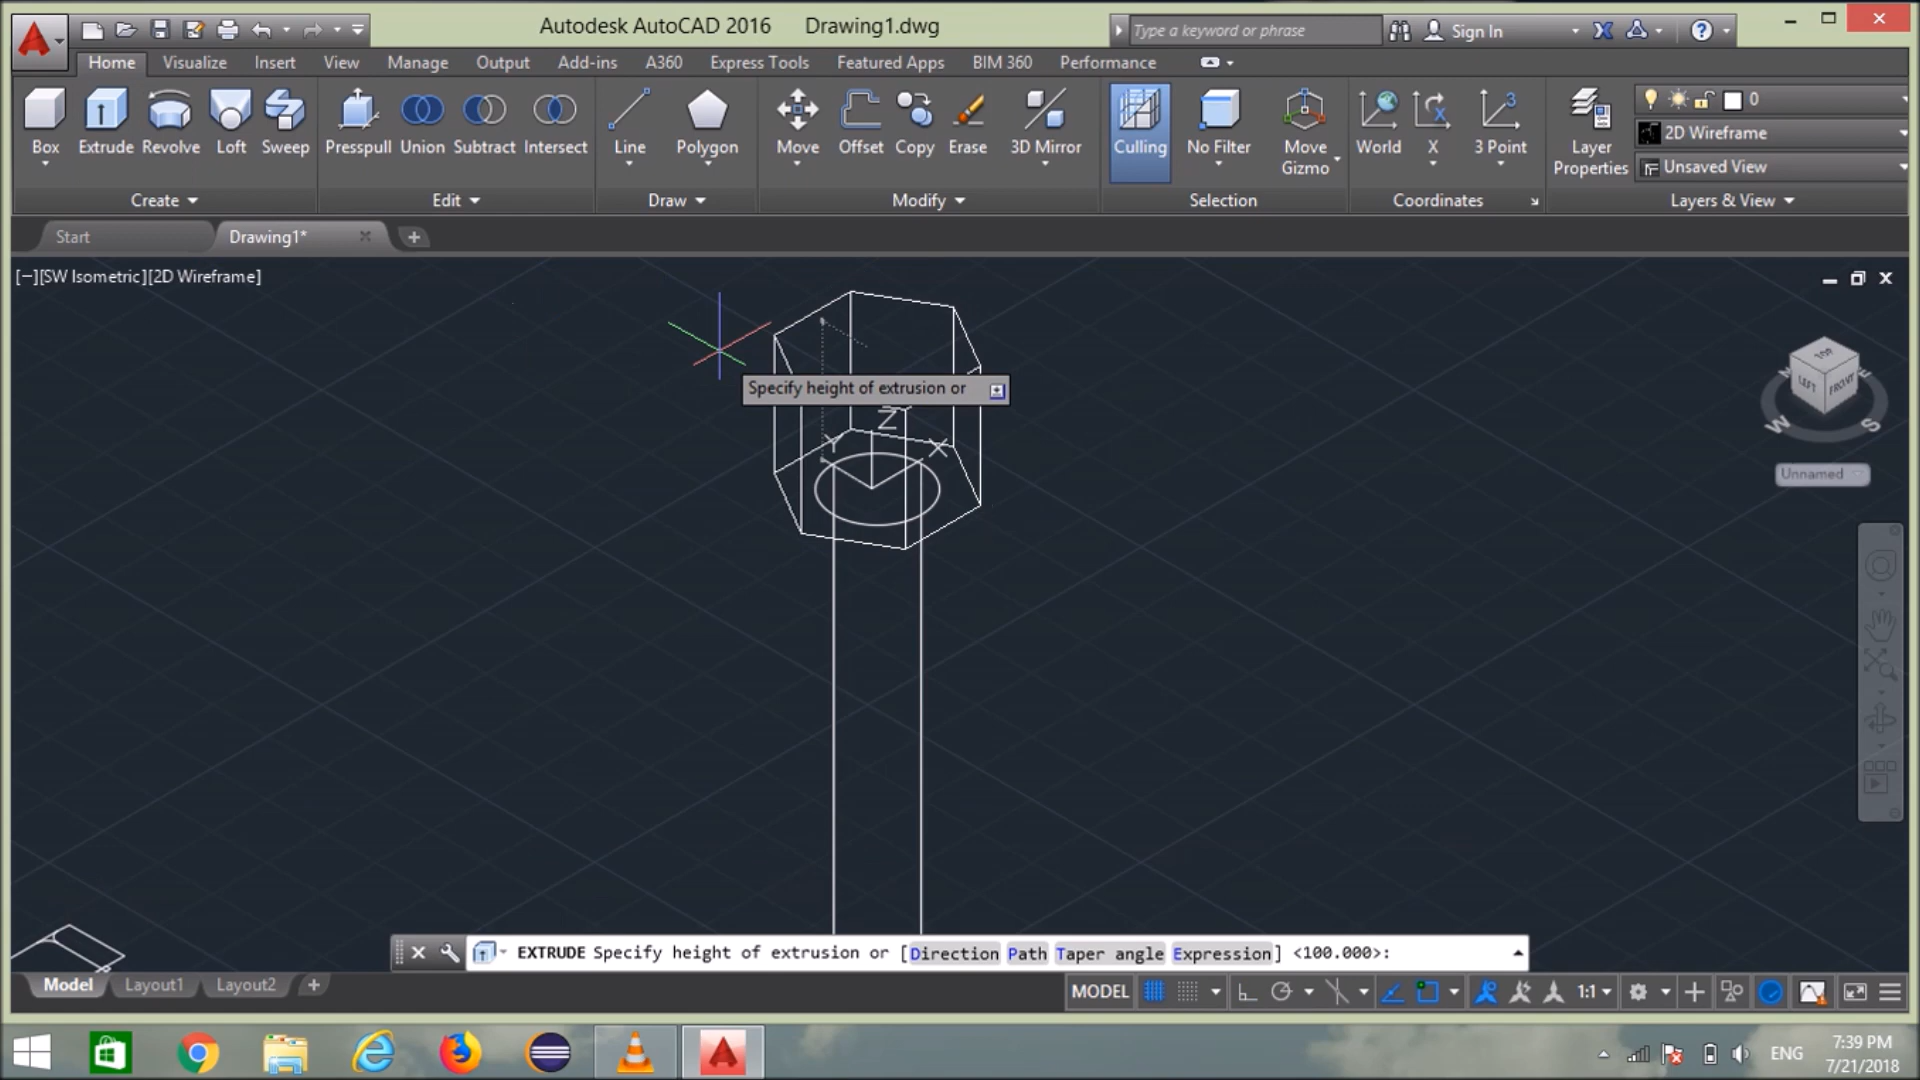 Autodesk AutoCAD 2016 Drawing1.dwg
Type a keyword or phrase
Sign In
Home Visualize Insert View Manage Output Add-ins A360 Express Tools Featured Apps BIM 360 Performance
Box Extrude Revolve Loft Sweep Presspull Union Subtract Intersect Line Polygon Move Offset Copy Erase 3D Mirror Culling No Filter Move Gizmo World X 3 Point Layer Properties
0
2D Wireframe
Unsaved View
Create Edit Draw Modify Selection Coordinates Layers & View
Start Drawing1*
[−][SW Isometric][2D Wireframe]
TOP
LEFT FRONT
N E
W S
Unnamed
Specify height of extrusion or
Z
Y X
EXTRUDE Specify height of extrusion or [Direction Path Taper angle Expression] <100.000>:
Model Layout1 Layout2
MODEL 1:1
ENG
7:39 PM
7/21/2018